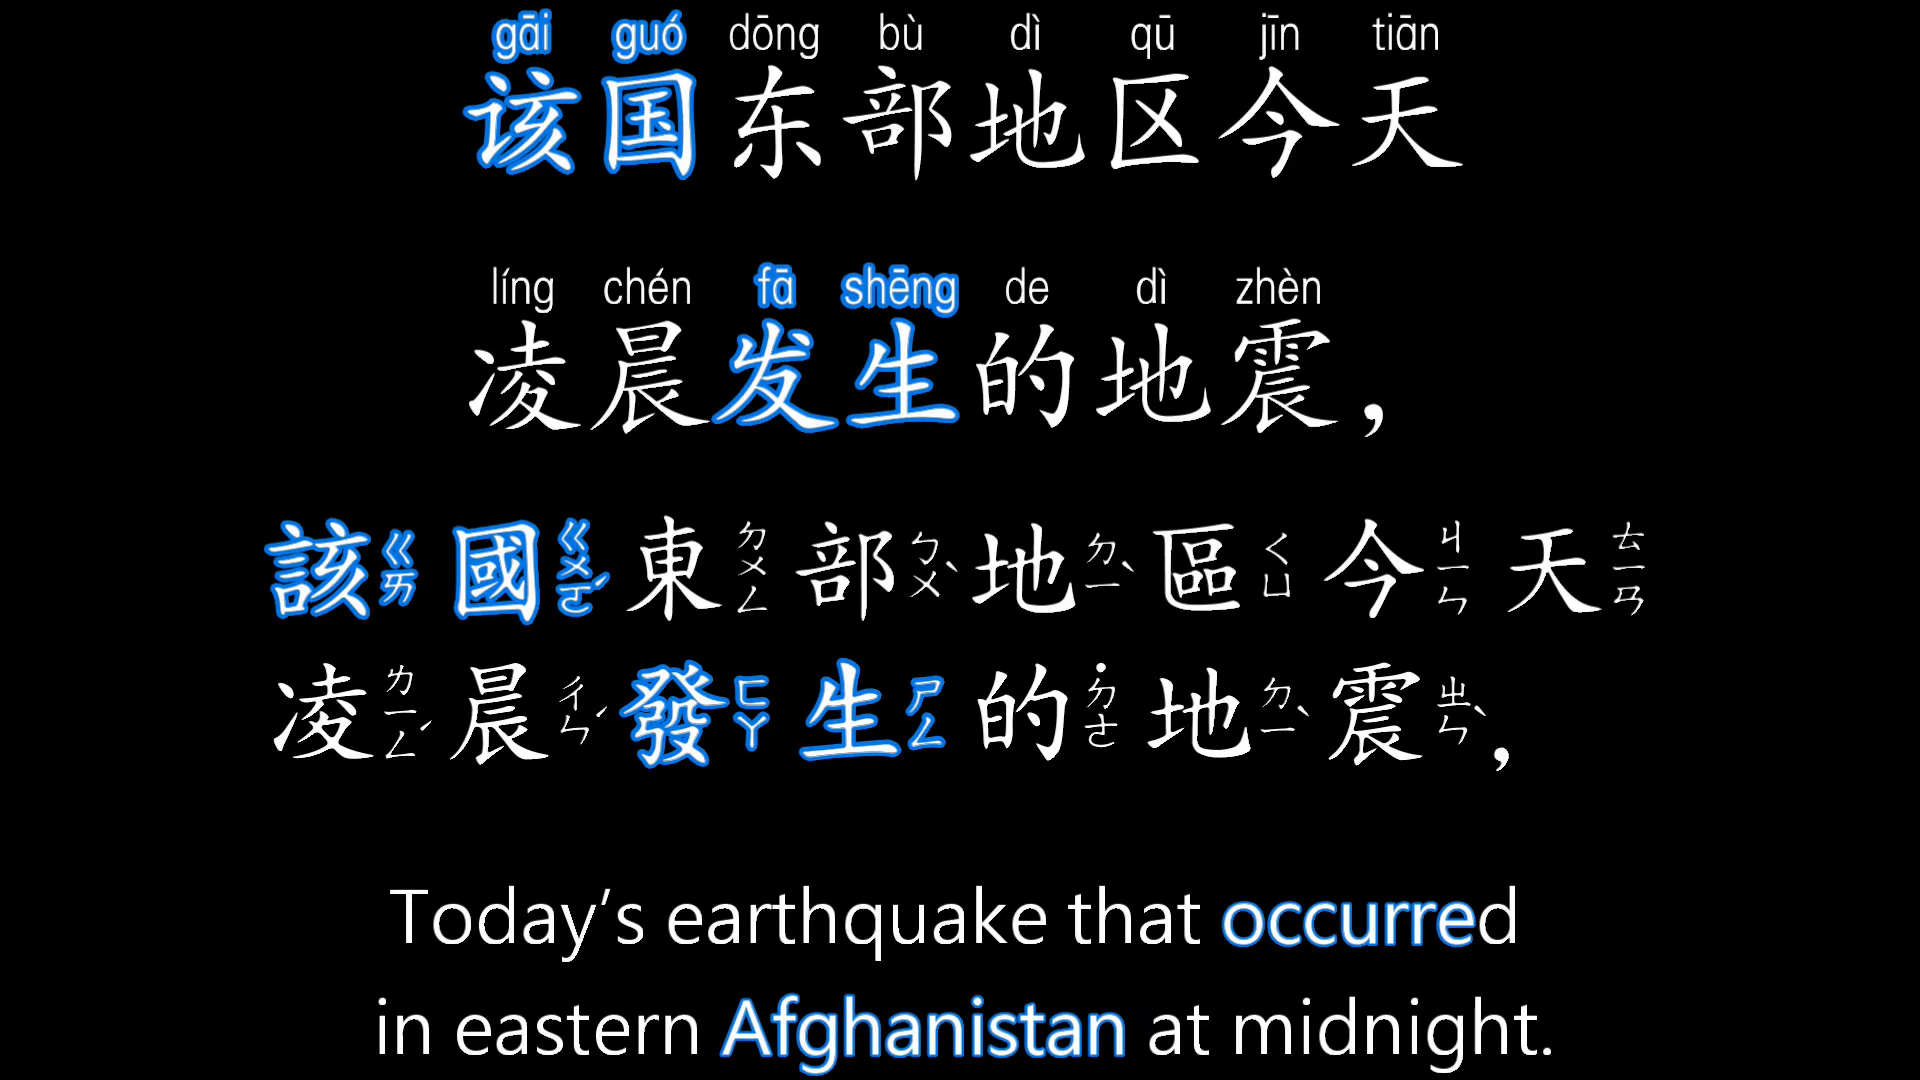 gāi guó dōng bù dì qū jīn tiān
该国东部地区今天
líng chén fā shēng de dì zhèn
凌晨发生的地震，
該ㄍㄞ 國ㄍㄨㄛˊ 東ㄉㄨㄥ 部ㄅㄨˋ 地ㄉㄧˋ 區ㄑㄩ 今ㄐㄧㄣ 天ㄊㄧㄢ
凌ㄌㄧㄥˊ 晨ㄔㄣˊ 發ㄈㄚ 生ㄕㄥ 的˙ㄉㄜ 地ㄉㄧˋ 震ㄓㄣˋ，
Today’s earthquake that occurred
in eastern Afghanistan at midnight.